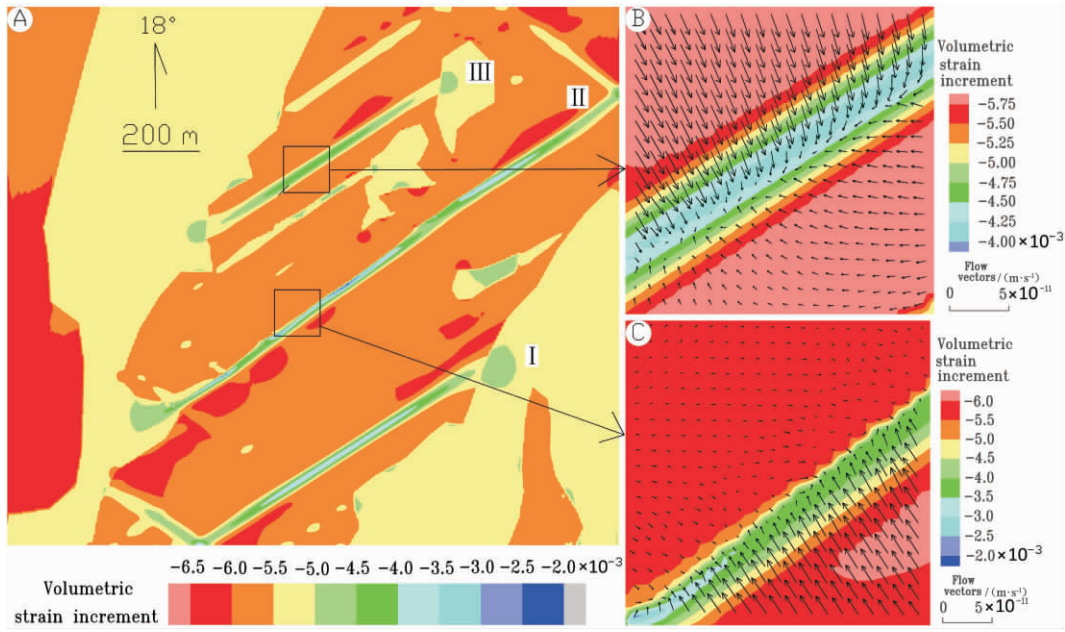 A
18°
200 m
III
II
I
Volumetric
strain increment
-6.5 -6.0 -5.5 -5.0 -4.5 -4.0 -3.5 -3.0 -2.5 -2.0×10⁻³
B
Volumetric
strain
increment
-5.75
-5.50
-5.25
-5.00
-4.75
-4.50
-4.25
-4.00×10⁻³
Flow
vectors/(m·s⁻¹)
0 5×10⁻¹¹
C
Volumetric
strain
increment
-6.0
-5.5
-5.0
-4.5
-4.0
-3.5
-3.0
-2.5
-2.0×10⁻³
Flow
vectors/(m·s⁻¹)
0 5×10⁻¹¹